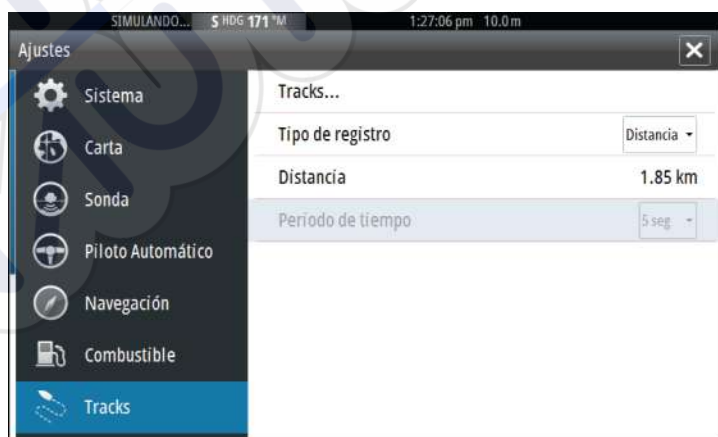 SIMULANDO... S HDG 171 °M 1:27:06 pm 10.0 m
Ajustes
Sistema
Carta
Sonda
Piloto Automático
Navegación
Combustible
Tracks
Tracks...
Tipo de registro Distancia
Distancia 1.85 km
Periodo de tiempo 5 seg